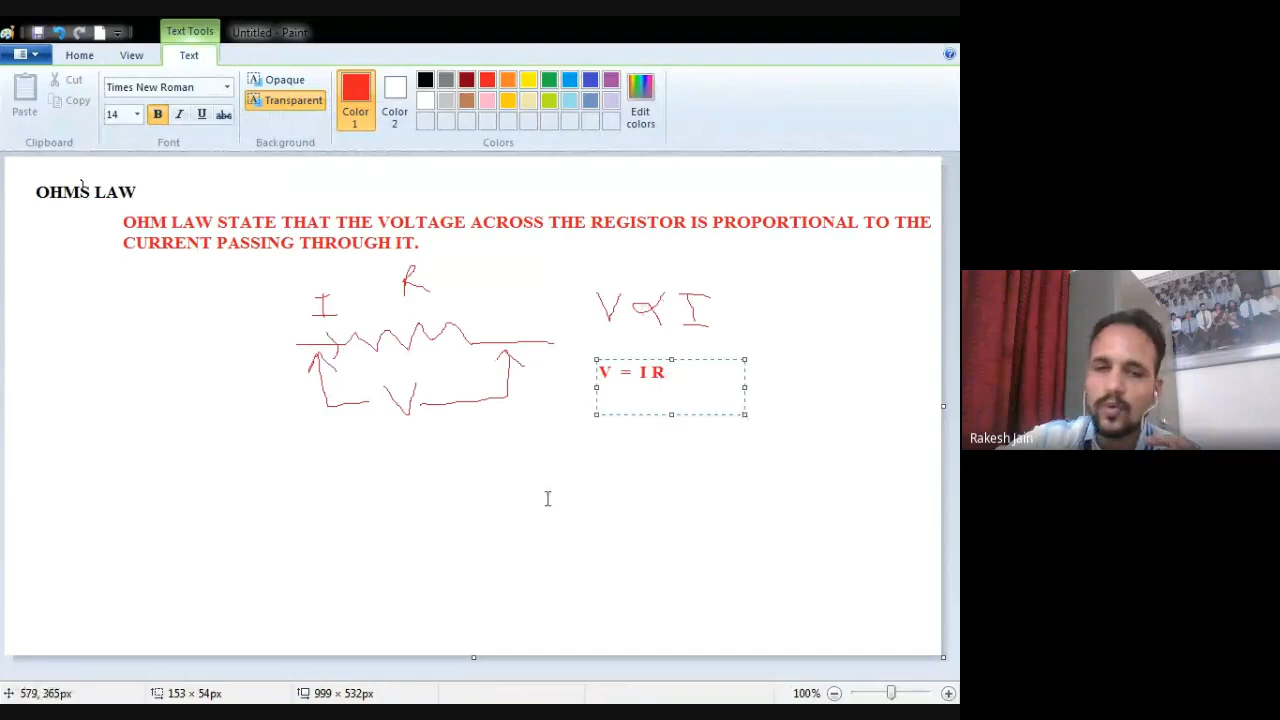 Text Tools
Untitled - Paint
Home View Text
Paste
Cut
Copy
Clipboard
Times New Roman
14 B I U abc
Font
Opaque
Transparent
Background
Color 1
Color 2
Edit colors
Colors
OHMS LAW
OHM LAW STATE THAT THE VOLTAGE ACROSS THE REGISTOR IS PROPORTIONAL TO THE
CURRENT PASSING THROUGH IT.
R
I
V ∝ I
V = I R
V
Rakesh Jain
579, 365px 153 × 54px 999 × 532px 100%